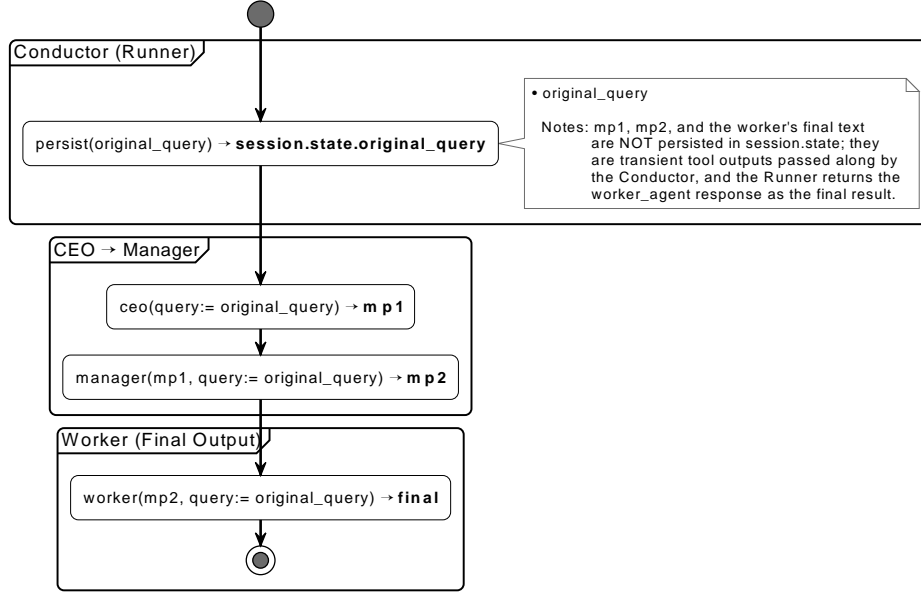 Conductor (Runner)
persist(original_query) → session.state.original_query
• original_query
Notes: mp1, mp2, and the worker's final text
are NOT persisted in session.state; they
are transient tool outputs passed along by
the Conductor, and the Runner returns the
worker_agent response as the final result.
CEO → Manager
ceo(query:= original_query) → mp1
manager(mp1, query:= original_query) → mp2
Worker (Final Output)
worker(mp2, query:= original_query) → final